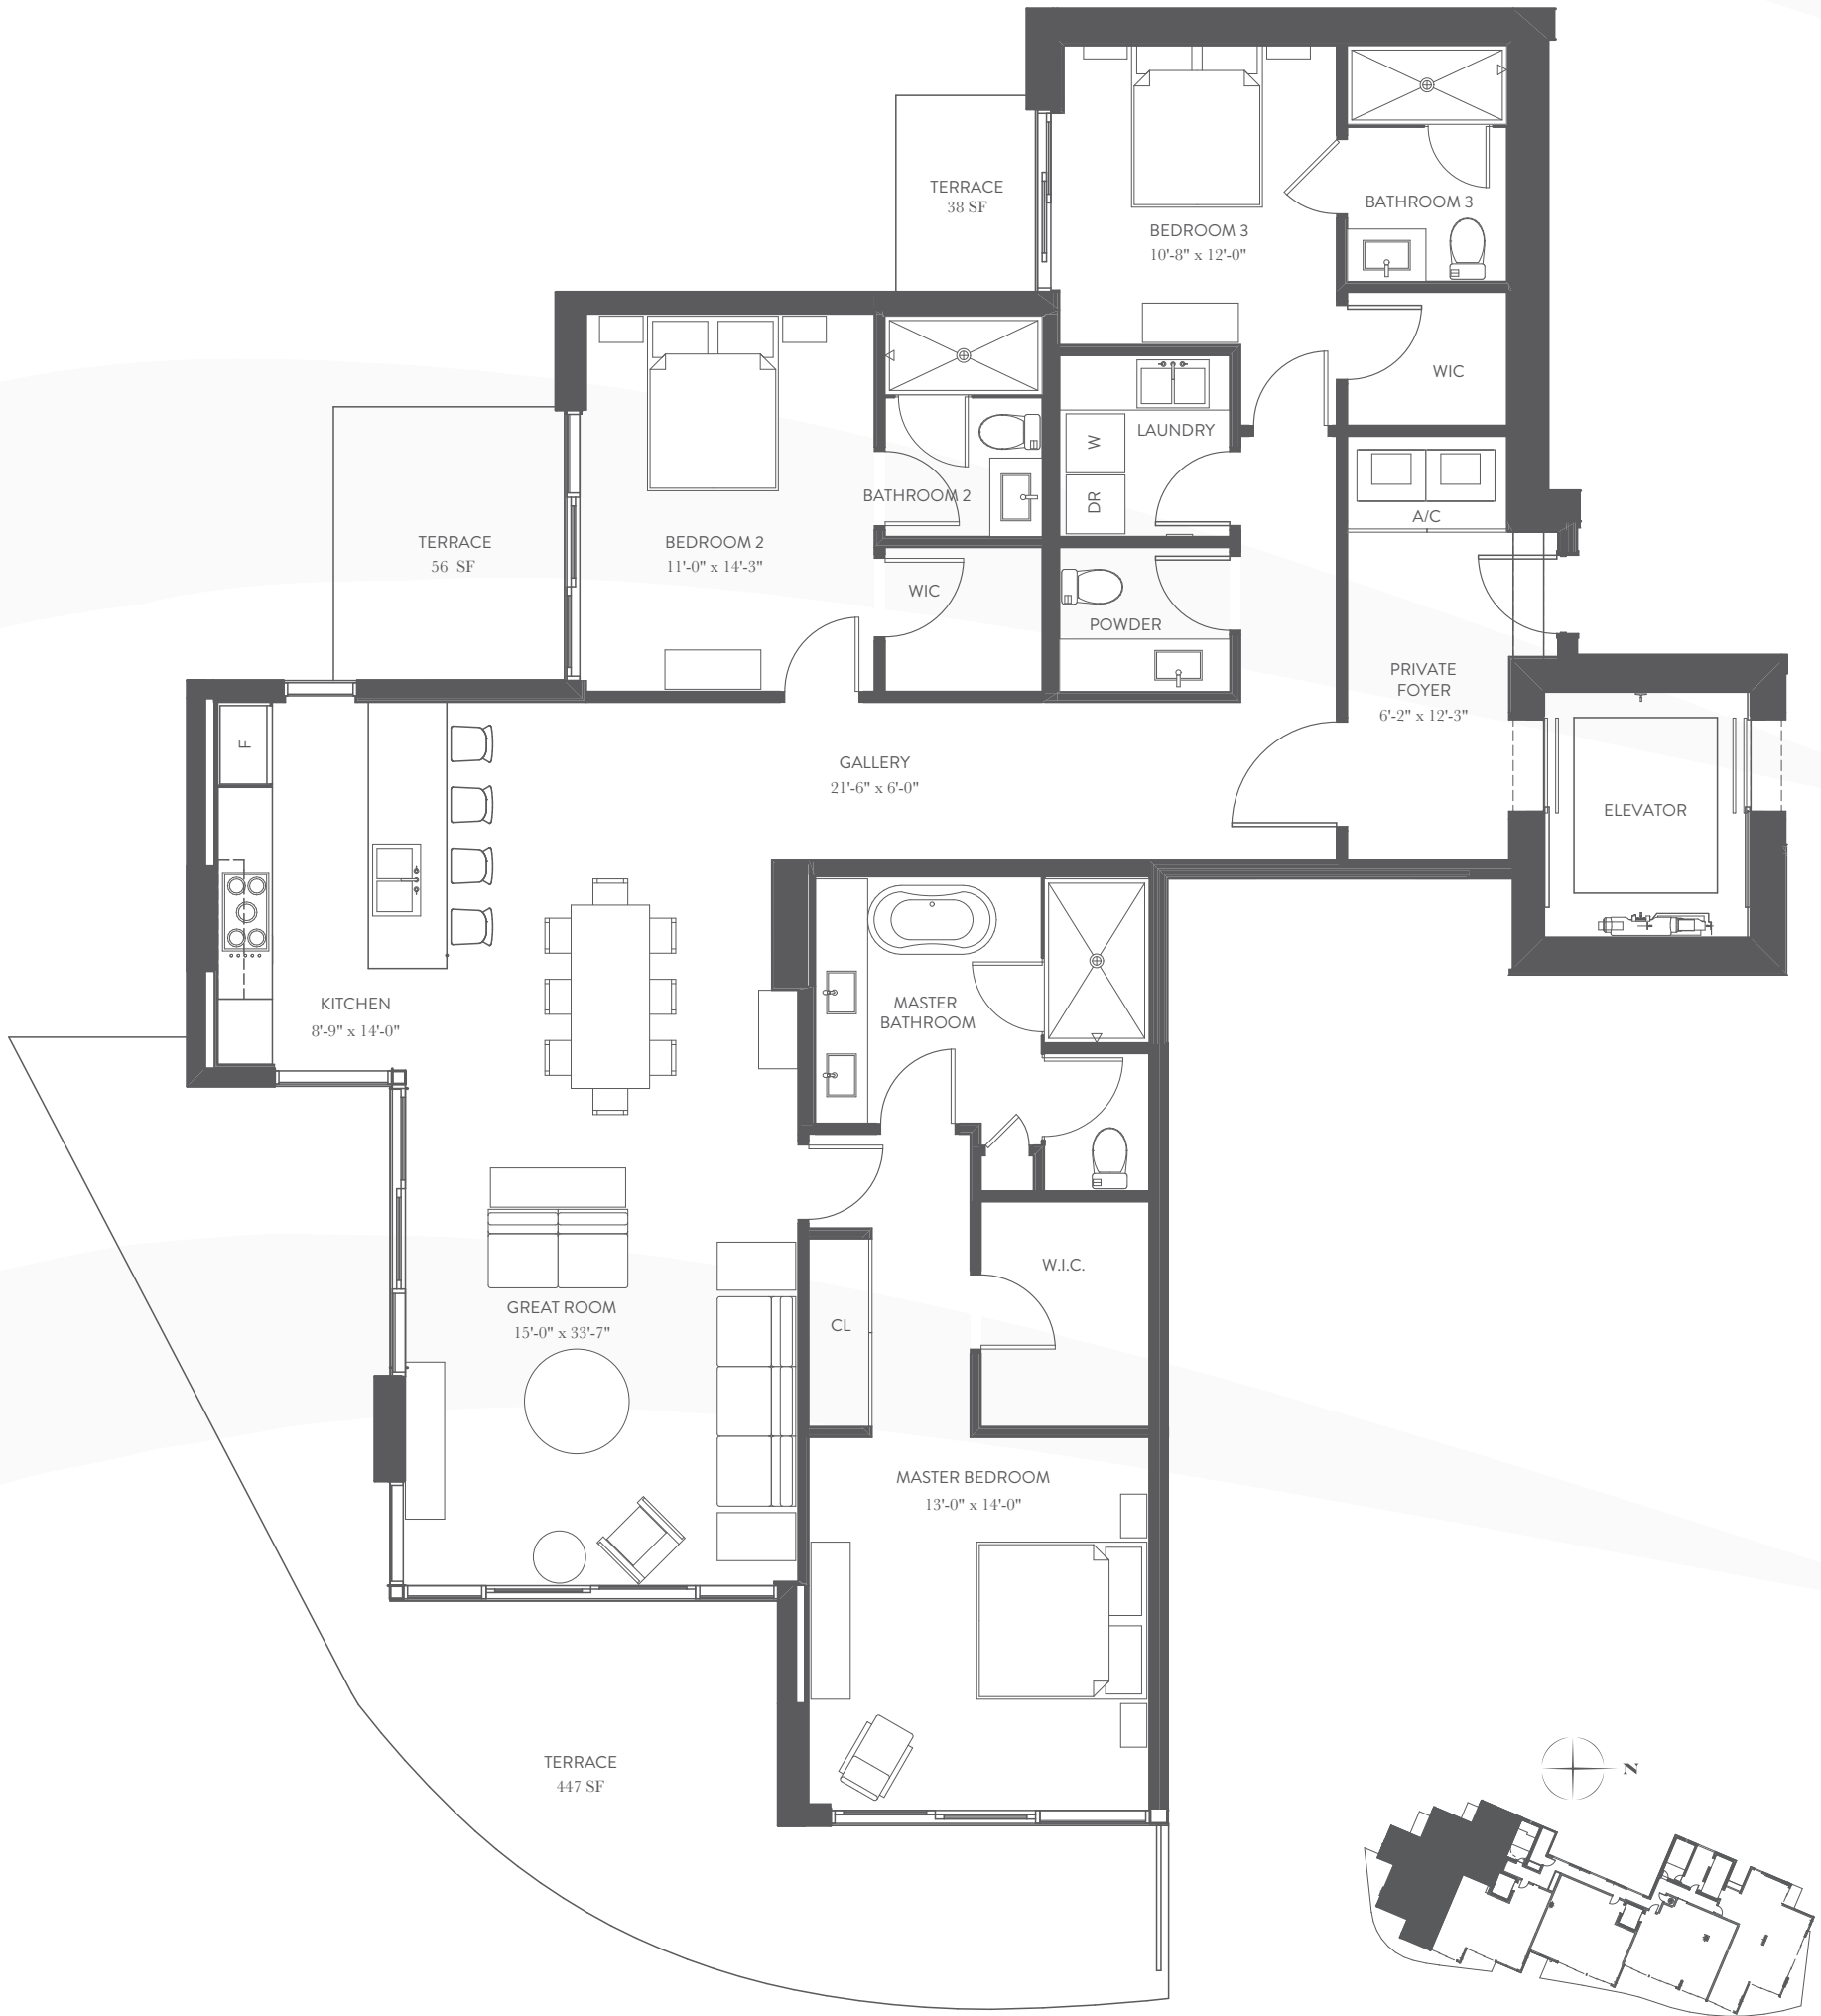 TERRACE
38 SF
BEDROOM 3
10'-8" x 12'-0"
BATHROOM 3
WIC
LAUNDRY
W
DR
BATHROOM 2
A/C
TERRACE
56 SF
BEDROOM 2
11'-0" x 14'-3"
WIC
POWDER
PRIVATE
FOYER
6'-2" x 12'-3"
F
GALLERY
21'-6" x 6'-0"
ELEVATOR
KITCHEN
8'-9" x 14'-0"
MASTER
BATHROOM
W.I.C.
GREAT ROOM
15'-0" x 33'-7"
CL
MASTER BEDROOM
13'-0" x 14'-0"
TERRACE
447 SF
N